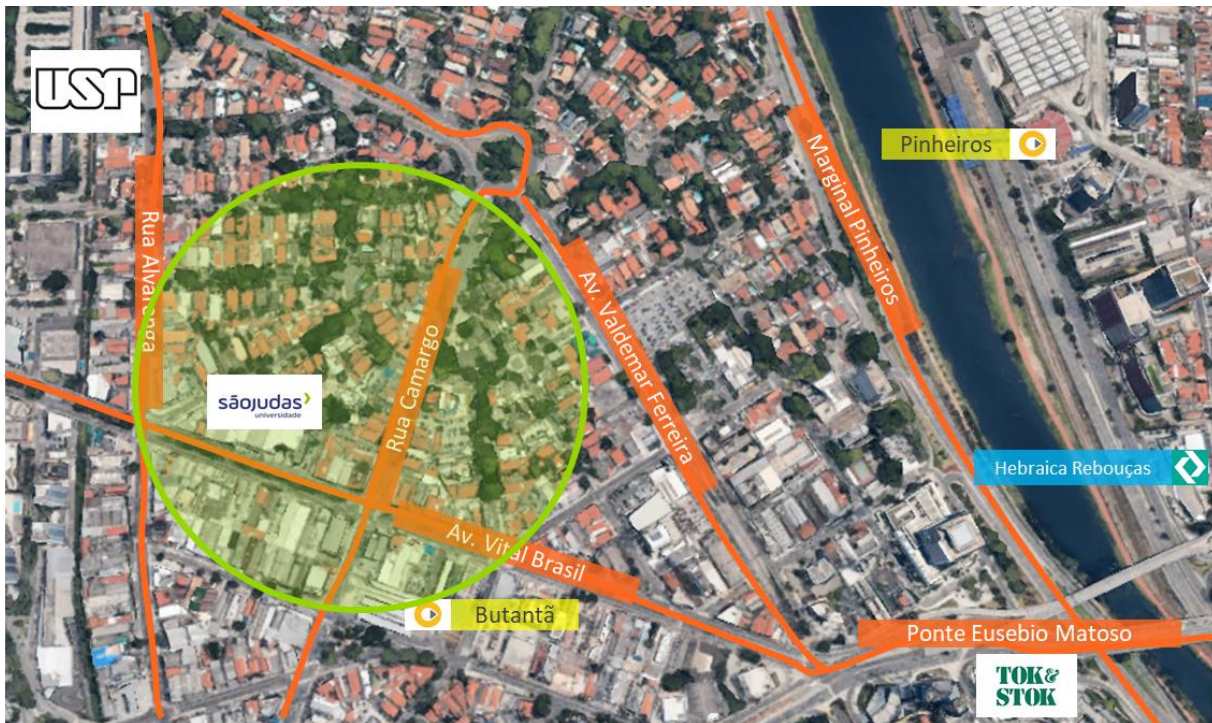 USP
Pinheiros
Marginal Pinheiros
Rua Alvarenga
Av. Valdemar Ferreira
Rua Camargo
sãojudas
universidade
Hebraica Rebouças
Av. Vital Brasil
Butantã
Ponte Eusebio Matoso
TOK&
STOK